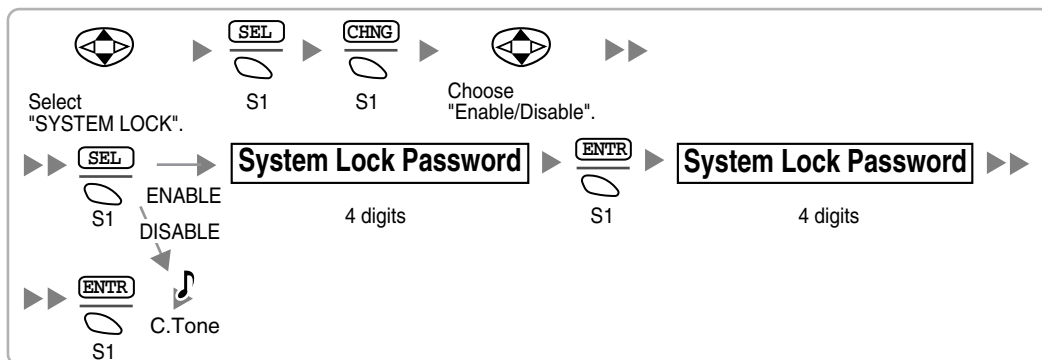 SEL CHNG
S1 S1
Select
"SYSTEM LOCK".
Choose
"Enable/Disable".
SEL System Lock Password ENTR System Lock Password
ENABLE
S1 4 digits S1 4 digits
DISABLE
ENTR
C.Tone
S1